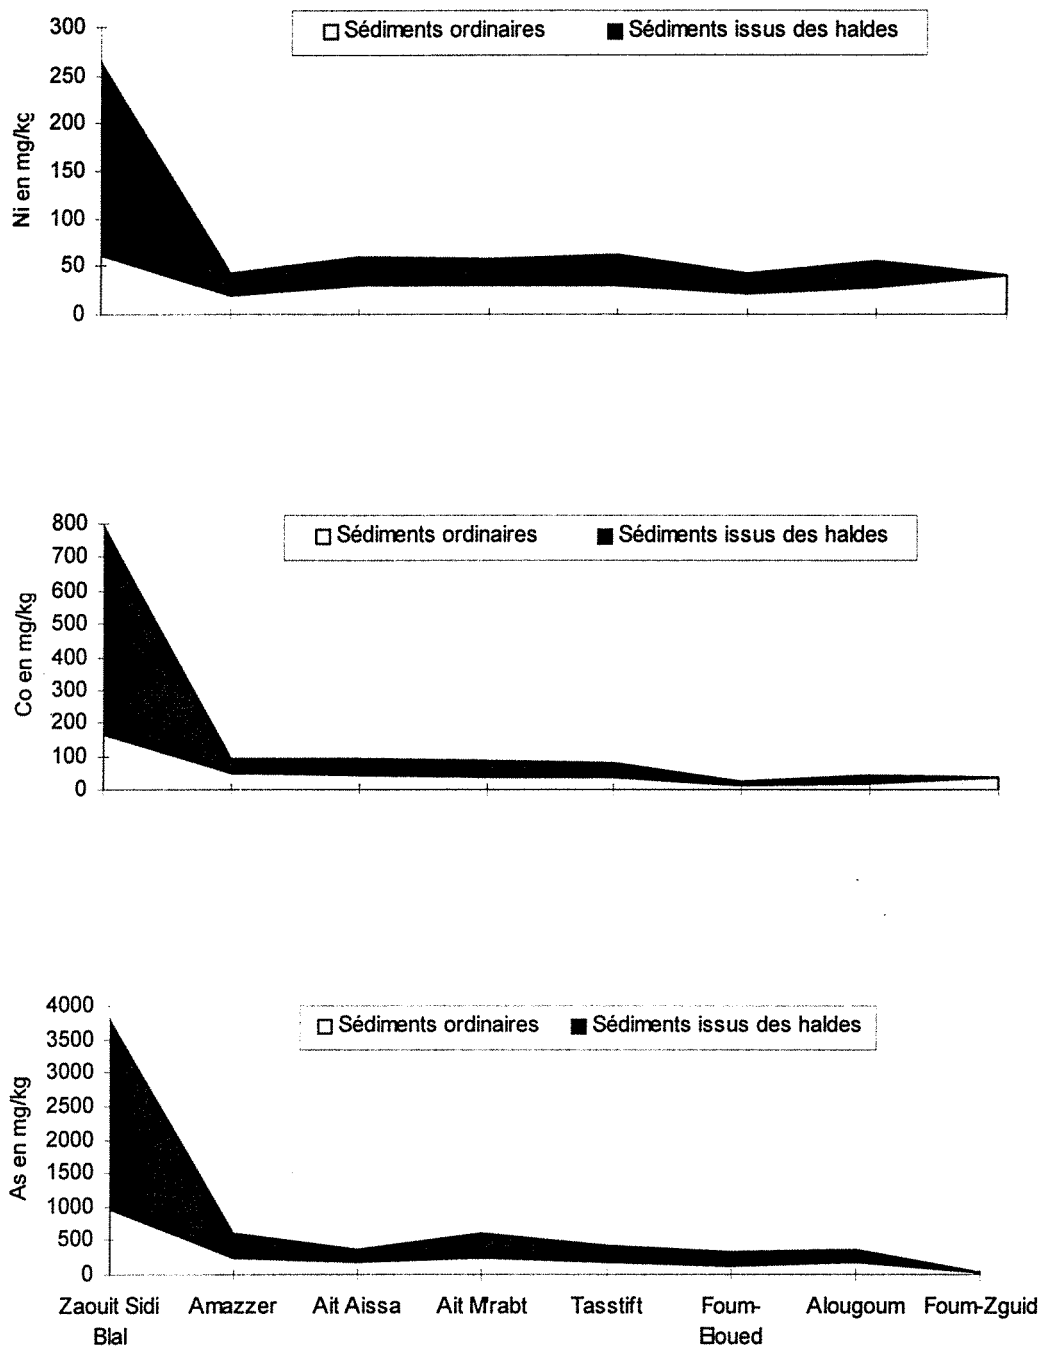 Sédiments ordinaires Sédiments issus des haldes
Ni en mg/kg
300
250
200
150
100
50
0
Sédiments ordinaires Sédiments issus des haldes
Co en mg/kg
800
700
600
500
400
300
200
100
0
Sédiments ordinaires Sédiments issus des haldes
As en mg/kg
4000
3500
3000
2500
2000
1500
1000
500
0
Zaouit Sidi Blal
Amazzer
Ait Aissa
Ait M'rabt
Tasstift
Foum-Eloued
Alougoum
Foum-Zguid